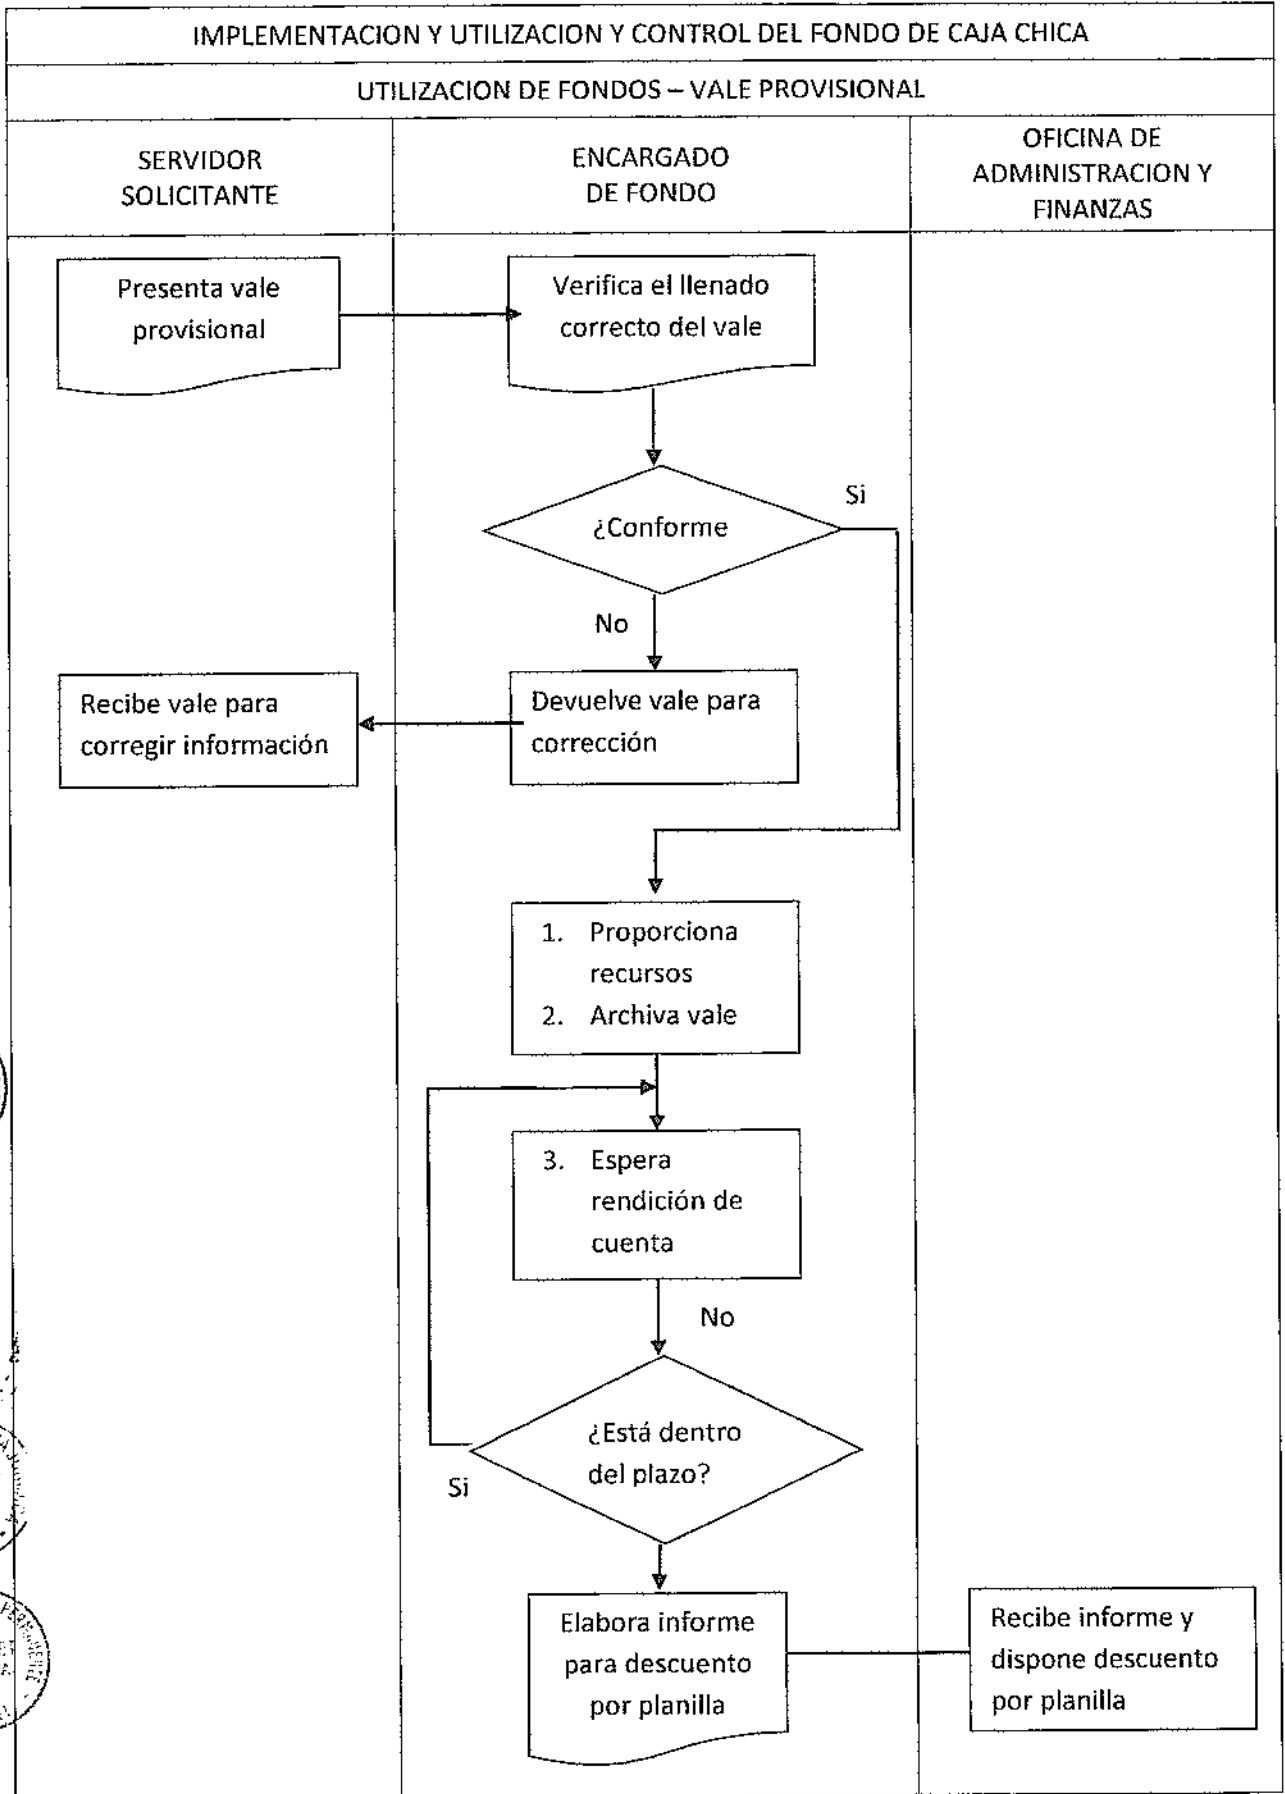 IMPLEMENTACION Y UTILIZACION Y CONTROL DEL FONDO DE CAJA CHICA
UTILIZACION DE FONDOS – VALE PROVISIONAL
SERVIDOR
SOLICITANTE
ENCARGADO
DE FONDO
OFICINA DE
ADMINISTRACION Y
FINANZAS
Presenta vale
provisional
Verifica el llenado
correcto del vale
¿Conforme
Si
No
Devuelve vale para
corrección
Recibe vale para
corregir información
1. Proporciona
recursos
2. Archiva vale
3. Espera
rendición de
cuenta
No
¿Está dentro
del plazo?
Si
Elabora informe
para descuento
por planilla
Recibe informe y
dispone descuento
por planilla